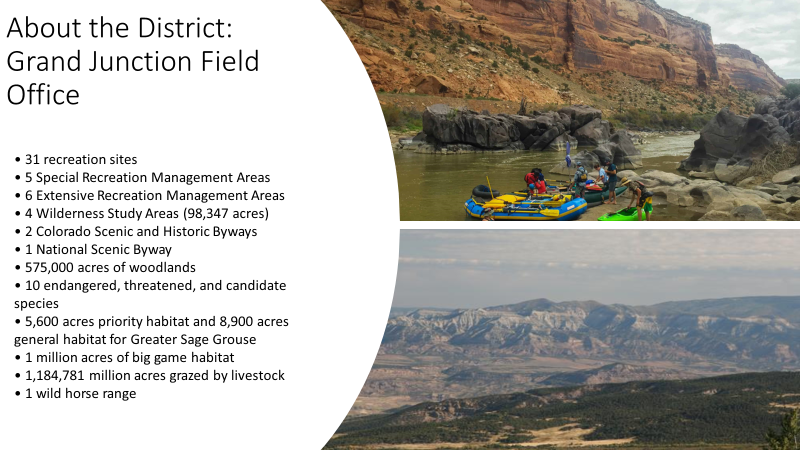 About the District:
Grand Junction Field
Office
• 31 recreation sites
• 5 Special Recreation Management Areas
• 6 Extensive Recreation Management Areas
• 4 Wilderness Study Areas (98,347 acres)
• 2 Colorado Scenic and Historic Byways
• 1 National Scenic Byway
• 575,000 acres of woodlands
• 10 endangered, threatened, and candidate
species
• 5,600 acres priority habitat and 8,900 acres
general habitat for Greater Sage Grouse
• 1 million acres of big game habitat
• 1,184,781 million acres grazed by livestock
• 1 wild horse range